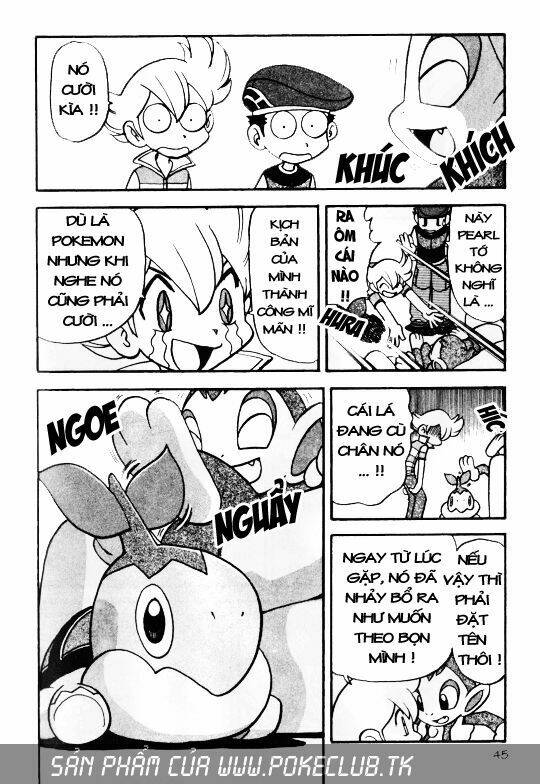 NÓ
CƯỜI
KÌA !!
KHÚC
KHÍCH
NÀY
PEARL
TỚ
KHÔNG
NGHĨ
LÀ ...
RA
ÔM
CÁI
NÀO
!!
HURA
KỊCH
BẢN
CỦA
MÌNH
THÀNH
CÔNG MĨ
MÃN !!
DÙ LÀ
POKEMON
NHƯNG KHI
NGHE NÓ
CŨNG PHẢI
CƯỜI ...
HÍC
CÁI LÁ
ĐANG CÙ
CHÂN NÓ
... !!
NGOE
NGUẨY
NẾU
VẬY THÌ
PHẢI
ĐẶT
TÊN
THÔI !
NGAY TỪ LÚC
GẶP, NÓ ĐÃ
NHẢY BỔ RA
NHƯ MUỐN
THEO BỌN
MÌNH !
45
SẢN PHẨM CỦA WWW.POKECLUB.TK